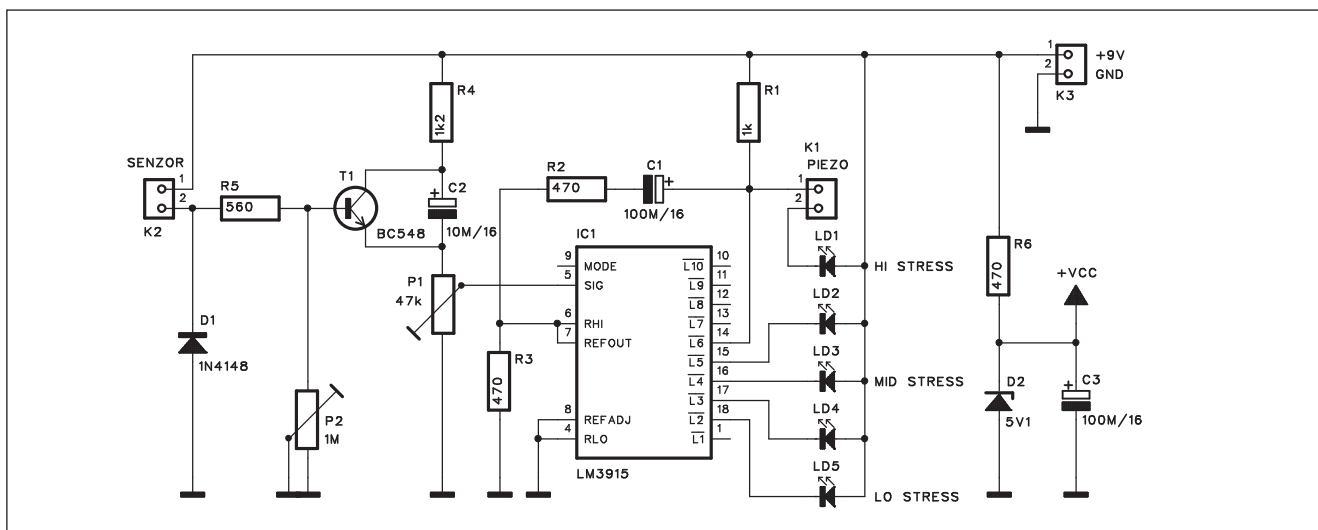 SENZOR
1
2
K2
R5
560
D1
1N4148
P2
1M
T1
BC548
R4
1k2
C2
+
10M/16
P1
47k
R2
470
C1
+
100M/16
R1
1k
K1
PIEZO
1
2
R3
470
IC1
9 MODE
5 SIG
6 RHI
7 REFOUT
8 REFADJ
4 RLO
L10 10
L9 11
L8 12
L7 13
L6 14
L5 15
L4 16
L3 17
L2 18
L1 1
LM3915
LD1
HI STRESS
LD2
LD3
MID STRESS
LD4
LD5
LO STRESS
1 +9V
2 GND
K3
R6
470
+VCC
D2
5V1
C3
+
100M/16